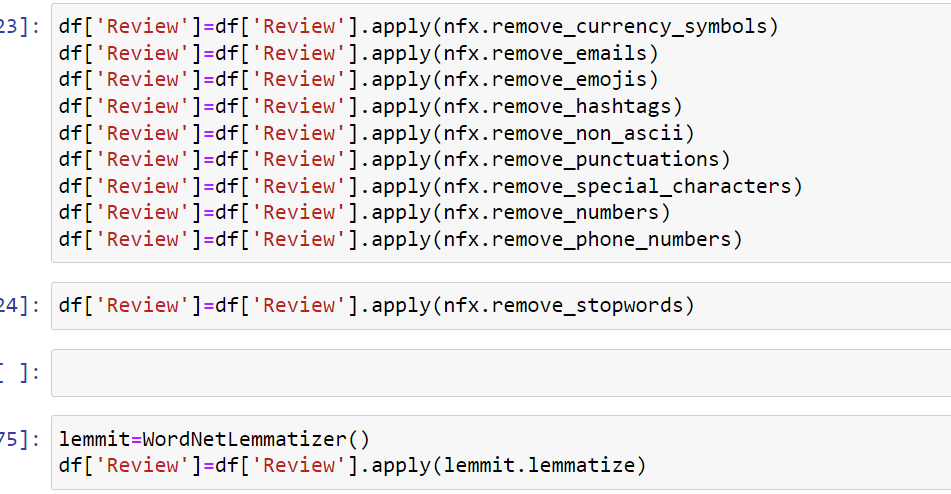 23]:
df['Review']=df['Review'].apply(nfx.remove_currency_symbols)
df['Review']=df['Review'].apply(nfx.remove_emails)
df['Review']=df['Review'].apply(nfx.remove_emojis)
df['Review']=df['Review'].apply(nfx.remove_hashtags)
df['Review']=df['Review'].apply(nfx.remove_non_ascii)
df['Review']=df['Review'].apply(nfx.remove_punctuations)
df['Review']=df['Review'].apply(nfx.remove_special_characters)
df['Review']=df['Review'].apply(nfx.remove_numbers)
df['Review']=df['Review'].apply(nfx.remove_phone_numbers)
24]:
df['Review']=df['Review'].apply(nfx.remove_stopwords)
[ ]:
75]:
lemmit=WordNetLemmatizer()
df['Review']=df['Review'].apply(lemmit.lemmatize)